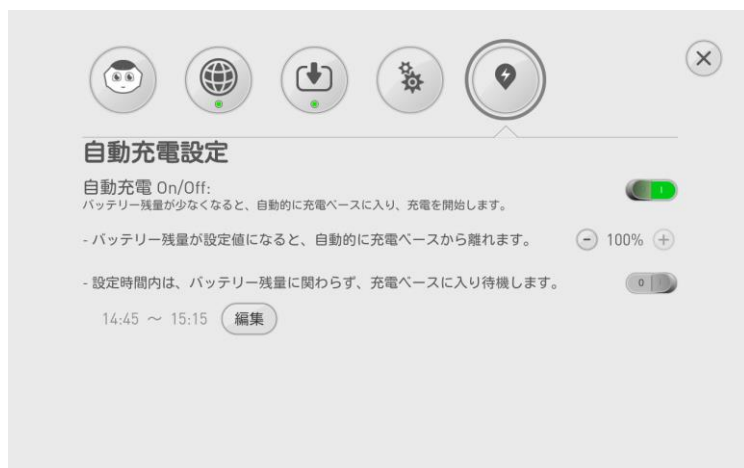 自動充電設定
自動充電 On/Off:
バッテリー残量が少なくなると、自動的に充電ベースに入り、充電を開始します。
- バッテリー残量が設定値になると、自動的に充電ベースから離れます。 - 100% +
- 設定時間内は、バッテリー残量に関わらず、充電ベースに入り待機します。
14:45 ～ 15:15 編集